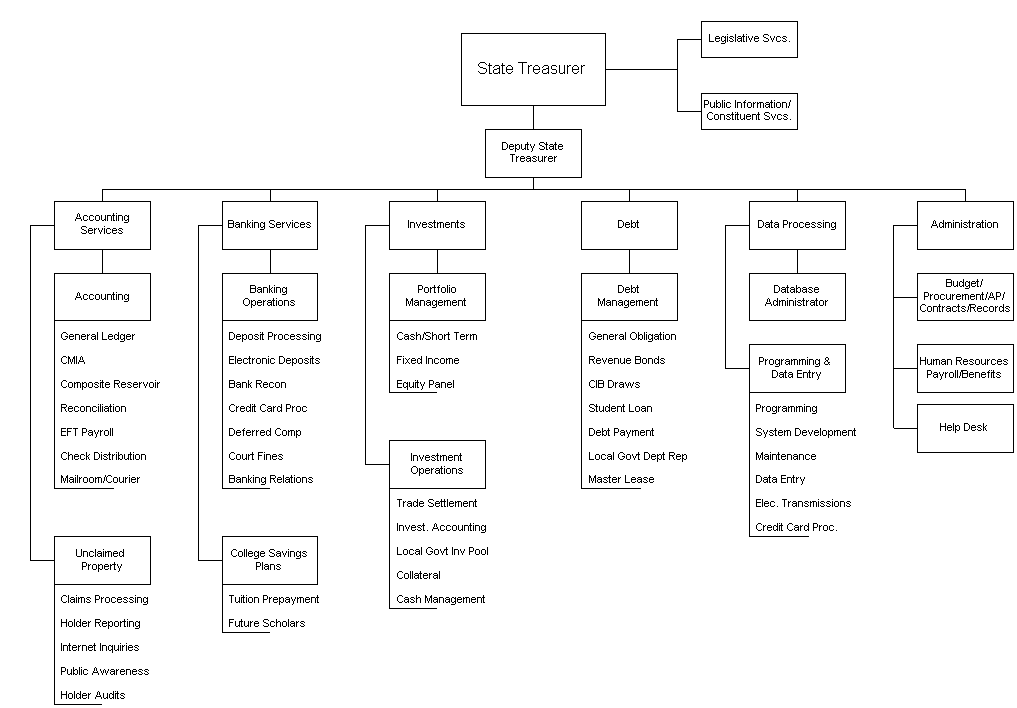 Legislative Svcs.
State Treasurer
Public Information/
Constituent Svcs.
Deputy State
Treasurer
Accounting
Services
Accounting
General Ledger
CMIA
Composite Reservoir
Reconciliation
EFT Payroll
Check Distribution
Mailroom/Courier
Unclaimed
Property
Claims Processing
Holder Reporting
Internet Inquiries
Public Awareness
Holder Audits
Banking Services
Banking
Operations
Deposit Processing
Electronic Deposits
Bank Recon
Credit Card Proc
Deferred Comp
Court Fines
Banking Relations
College Savings
Plans
Tuition Prepayment
Future Scholars
Investments
Portfolio
Management
Cash/Short Term
Fixed Income
Equity Panel
Investment
Operations
Trade Settlement
Invest. Accounting
Local Govt Inv Pool
Collateral
Cash Management
Debt
Debt
Management
General Obligation
Revenue Bonds
CIB Draws
Student Loan
Debt Payment
Local Govt Dept Rep
Master Lease
Data Processing
Database
Administrator
Programming &
Data Entry
Programming
System Development
Maintenance
Data Entry
Elec. Transmissions
Credit Card Proc.
Administration
Budget/
Procurement/AP/
Contracts/Records
Human Resources
Payroll/Benefits
Help Desk